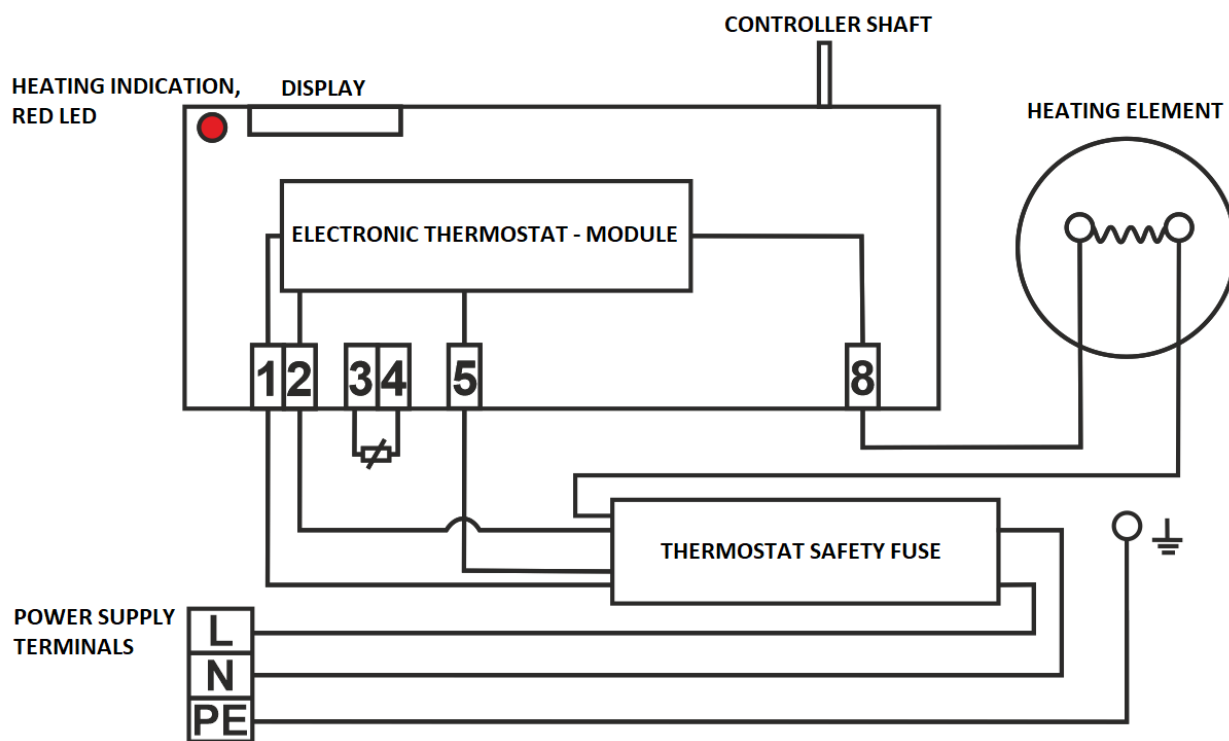 CONTROLLER SHAFT
HEATING INDICATION,
RED LED
DISPLAY
HEATING ELEMENT
ELECTRONIC THERMOSTAT - MODULE
1 2 3 4 5 8
THERMOSTAT SAFETY FUSE
POWER SUPPLY
TERMINALS
L
N
PE